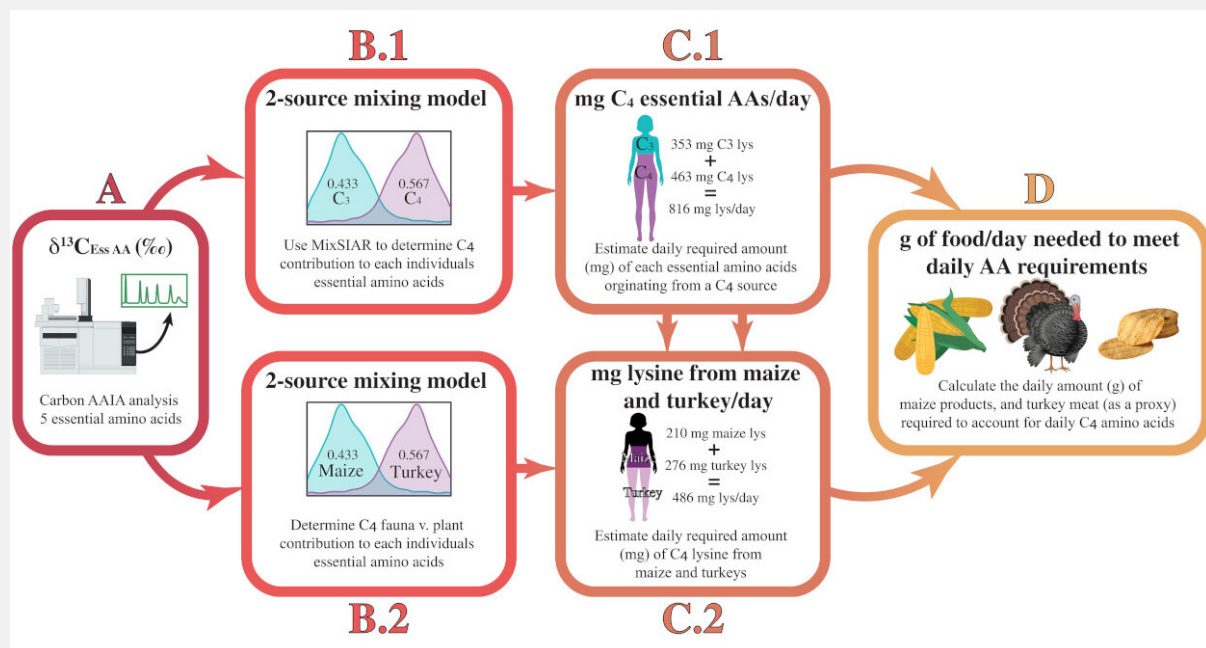 B.1
C.1
2-source mixing model
0.433
C₃
0.567
C₄
Use MixSIAR to determine C4
contribution to each individuals
essential amino acids
mg C₄ essential AAs/day
C₃
C₄
353 mg C3 lys
+
463 mg C4 lys
=
816 mg lys/day
Estimate daily required amount
(mg) of each essential amino acids
orginating from a C4 source
A
δ¹³C Ess AA (‰)
Carbon AAIA analysis
5 essential amino acids
D
g of food/day needed to meet
daily AA requirements
Calculate the daily amount (g) of
maize products, and turkey meat (as a proxy)
required to account for daily C4 amino acids
2-source mixing model
0.433
Maize
0.567
Turkey
Determine C4 fauna v. plant
contribution to each individuals
essential amino acids
mg lysine from maize
and turkey/day
Maize
Turkey
210 mg maize lys
+
276 mg turkey lys
=
486 mg lys/day
Estimate daily required amount
(mg) of C4 lysine from
maize and turkeys
B.2
C.2